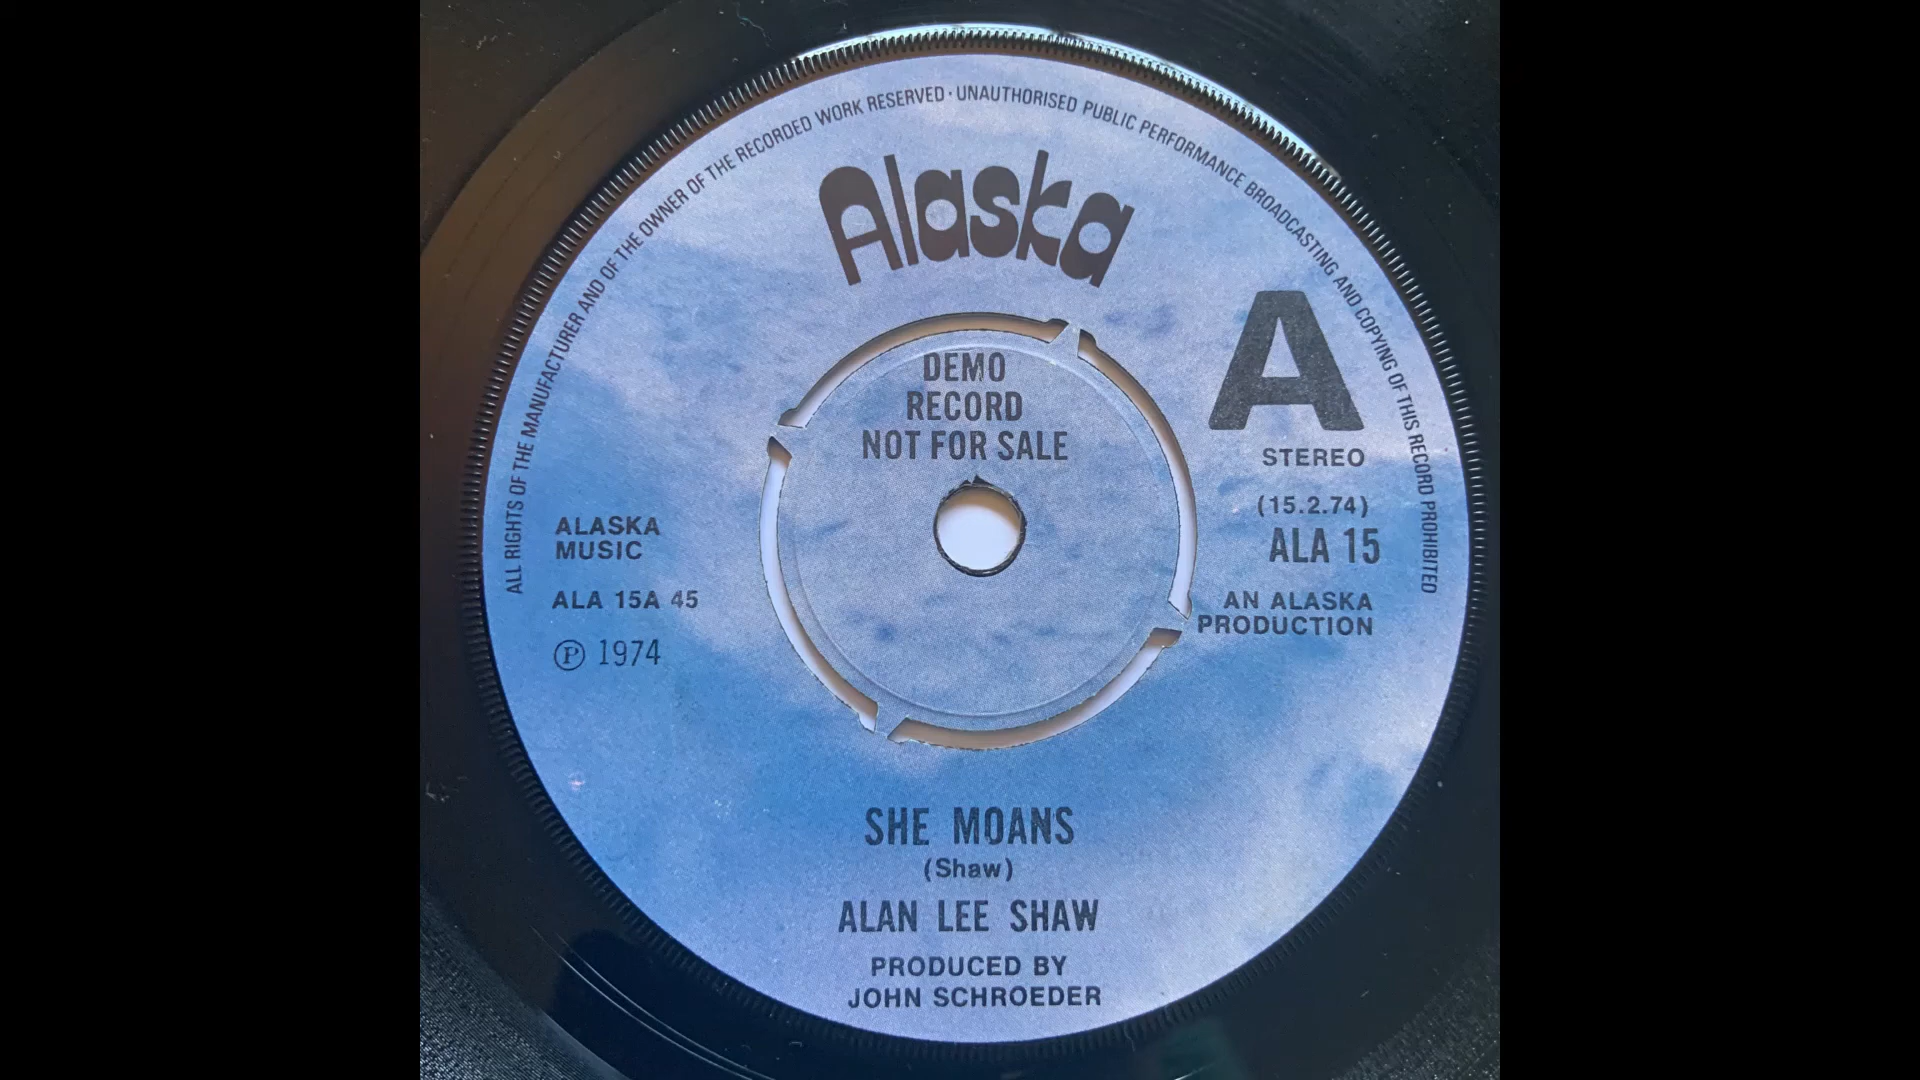 ALL RIGHTS OF THE MANUFACTURER AND OF THE OWNER OF THE RECORDED WORK RESERVED · UNAUTHORISED PUBLIC PERFORMANCE BROADCASTING AND COPYING OF THIS RECORD PROHIBITED
Alaska
A
DEMO
RECORD
NOT FOR SALE
STEREO
(15.2.74)
ALA 15
AN ALASKA
PRODUCTION
ALASKA
MUSIC
ALA 15A 45
℗ 1974
SHE MOANS
(Shaw)
ALAN LEE SHAW
PRODUCED BY
JOHN SCHROEDER